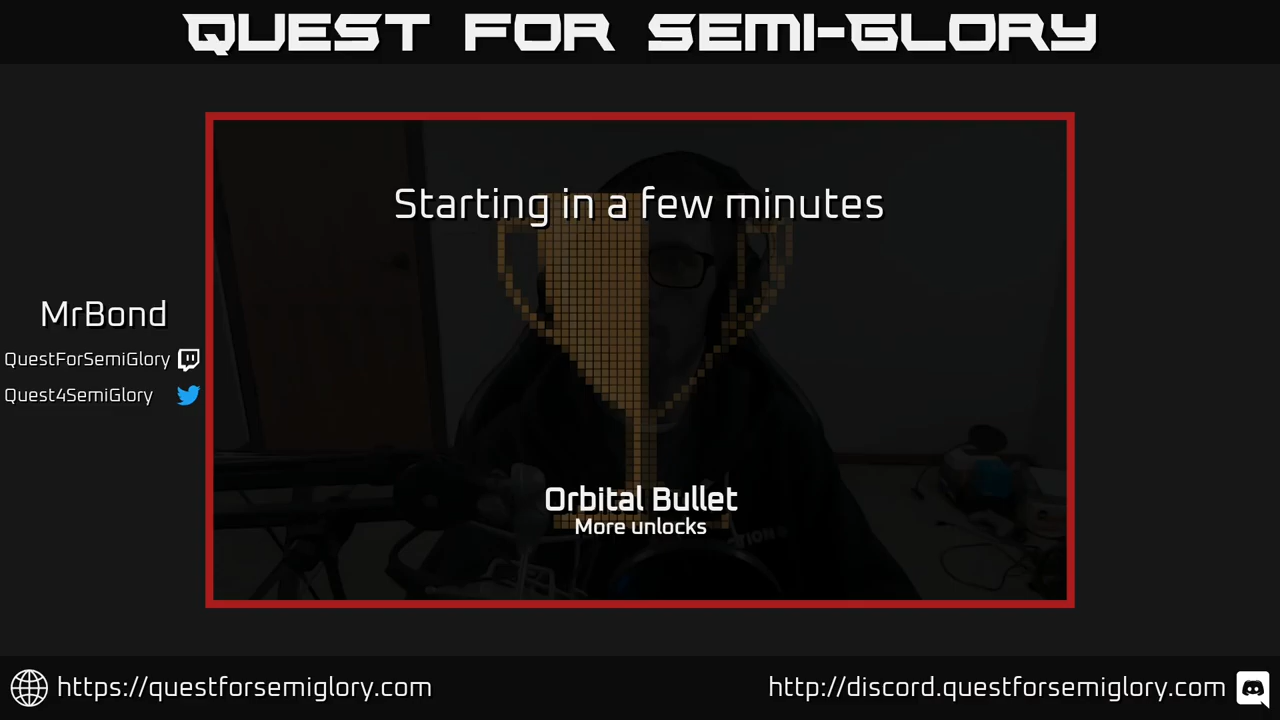 QUEST FOR SEMI-GLORY
Starting in a few minutes
MrBond
QuestForSemiGlory
Quest4SemiGlory
Orbital Bullet
More unlocks
https://questforsemiglory.com
http://discord.questforsemiglory.com